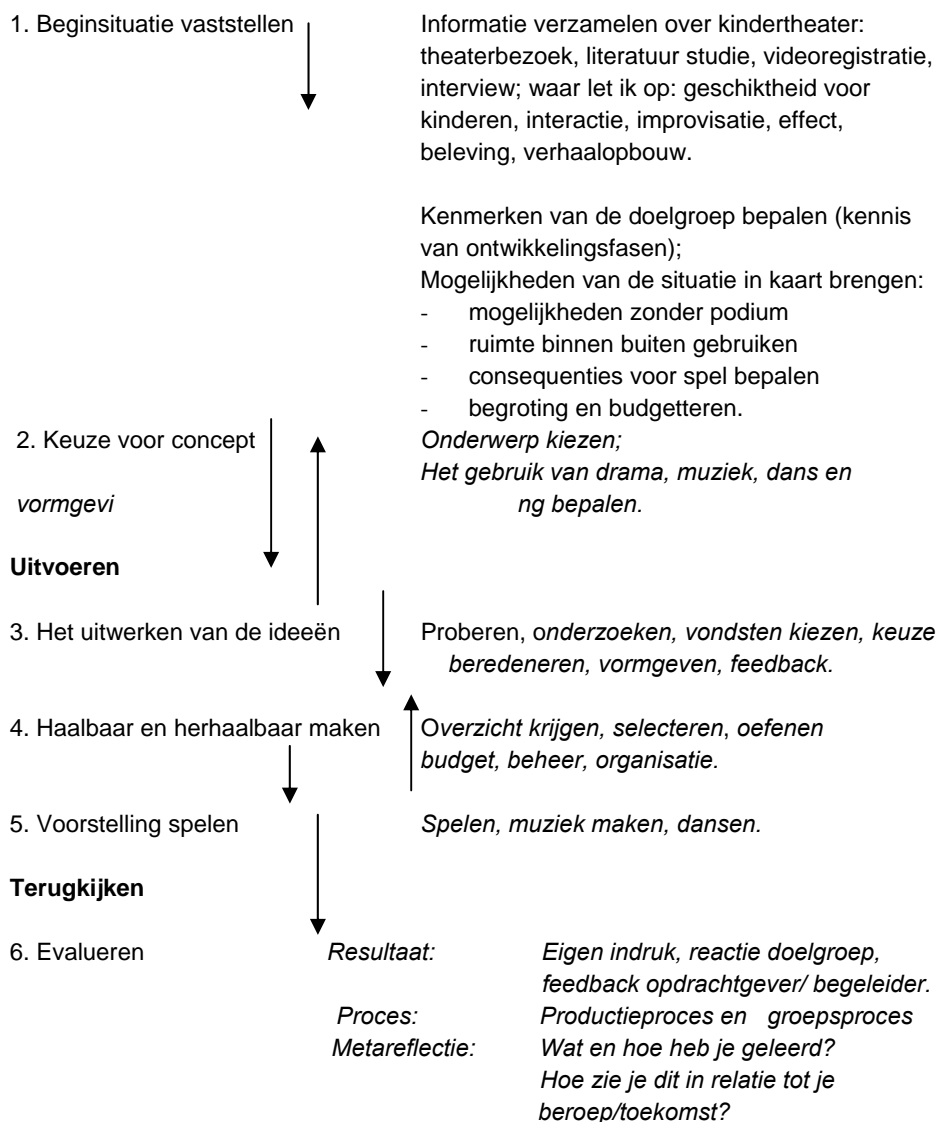 1. Beginsituatie vaststellen Informatie verzamelen over kindertheater:
theaterbezoek, literatuur studie, videoregistratie,
interview; waar let ik op: geschiktheid voor
kinderen, interactie, improvisatie, effect,
beleving, verhaalopbouw.
Kenmerken van de doelgroep bepalen (kennis
van ontwikkelingsfasen);
Mogelijkheden van de situatie in kaart brengen:
- mogelijkheden zonder podium
- ruimte binnen buiten gebruiken
- consequenties voor spel bepalen
- begroting en budgetteren.
2. Keuze voor concept Onderwerp kiezen;
Het gebruik van drama, muziek, dans en
vormgevi ng bepalen.
Uitvoeren
3. Het uitwerken van de ideeën Proberen, onderzoeken, vondsten kiezen, keuze
beredeneren, vormgeven, feedback.
4. Haalbaar en herhaalbaar maken Overzicht krijgen, selecteren, oefenen
budget, beheer, organisatie.
5. Voorstelling spelen Spelen, muziek maken, dansen.
Terugkijken
6. Evalueren Resultaat: Eigen indruk, reactie doelgroep,
feedback opdrachtgever/ begeleider.
Proces: Productieproces en groepsproces
Metareflectie: Wat en hoe heb je geleerd?
Hoe zie je dit in relatie tot je
beroep/toekomst?